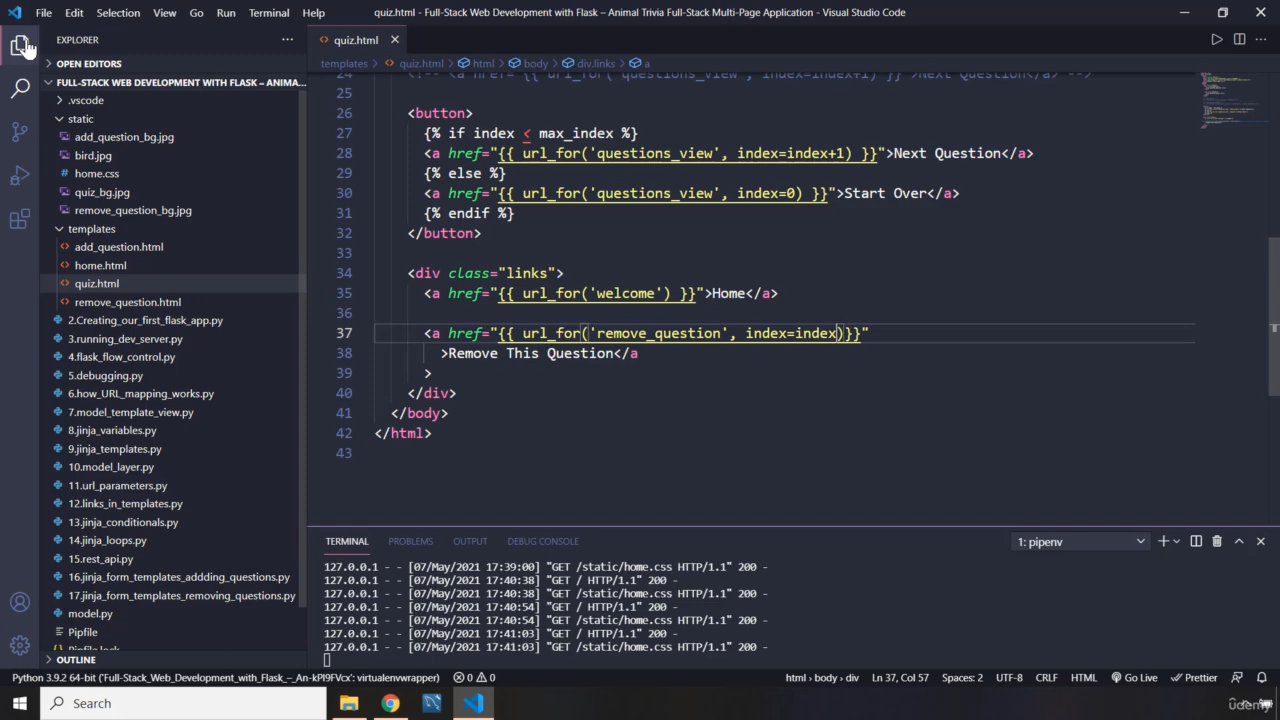 File Edit Selection View Go Run Terminal Help quiz.html - Full-Stack Web Development with Flask – Animal Trivia Full-Stack Multi-Page Application - Visual Studio Code
EXPLORER
OPEN EDITORS
FULL-STACK WEB DEVELOPMENT WITH FLASK – ANIMA...
.vscode
static
add_question_bg.jpg
bird.jpg
home.css
quiz_bg.jpg
remove_question_bg.jpg
templates
add_question.html
home.html
quiz.html
remove_question.html
2.Creating_our_first_flask_app.py
3.running_dev_server.py
4.flask_flow_control.py
5.debugging.py
6.how_URL_mapping_works.py
7.model_template_view.py
8.jinja_variables.py
9.jinja_templates.py
10.model_layer.py
11.url_parameters.py
12.links_in_templates.py
13.jinja_conditionals.py
14.jinja_loops.py
15.rest_api.py
16.jinja_form_templates_addding_questions.py
17.jinja_form_templates_removing_questions.py
model.py
Pipfile
Pipfile.lock
OUTLINE
quiz.html
templates > quiz.html > html > body > div.links > a
24 <!-- <a href="{{ url_for('questions_view', index=index+1) }}">Next Question</a> -->
25
26 <button>
27 {% if index < max_index %}
28 <a href="{{ url_for('questions_view', index=index+1) }}">Next Question</a>
29 {% else %}
30 <a href="{{ url_for('questions_view', index=0) }}">Start Over</a>
31 {% endif %}
32 </button>
33
34 <div class="links">
35 <a href="{{ url_for('welcome') }}">Home</a>
36
37 <a href="{{ url_for('remove_question', index=index)}}"
38 >Remove This Question</a
39 >
40 </div>
41 </body>
42 </html>
43
TERMINAL PROBLEMS OUTPUT DEBUG CONSOLE 1: pipenv
127.0.0.1 - - [07/May/2021 17:39:00] "GET /static/home.css HTTP/1.1" 200 -
127.0.0.1 - - [07/May/2021 17:40:38] "GET / HTTP/1.1" 200 -
127.0.0.1 - - [07/May/2021 17:40:38] "GET /static/home.css HTTP/1.1" 200 -
127.0.0.1 - - [07/May/2021 17:40:54] "GET / HTTP/1.1" 200 -
127.0.0.1 - - [07/May/2021 17:40:54] "GET /static/home.css HTTP/1.1" 200 -
127.0.0.1 - - [07/May/2021 17:41:03] "GET / HTTP/1.1" 200 -
127.0.0.1 - - [07/May/2021 17:41:03] "GET /static/home.css HTTP/1.1" 200 -
Python 3.9.2 64-bit ('Full-Stack_Web_Development_with_Flask_–_An-kPI9FVcx': virtualenvwrapper) 0 0 html > body > div Ln 37, Col 57 Spaces: 2 UTF-8 CRLF HTML Go Live Prettier
Search
udemy